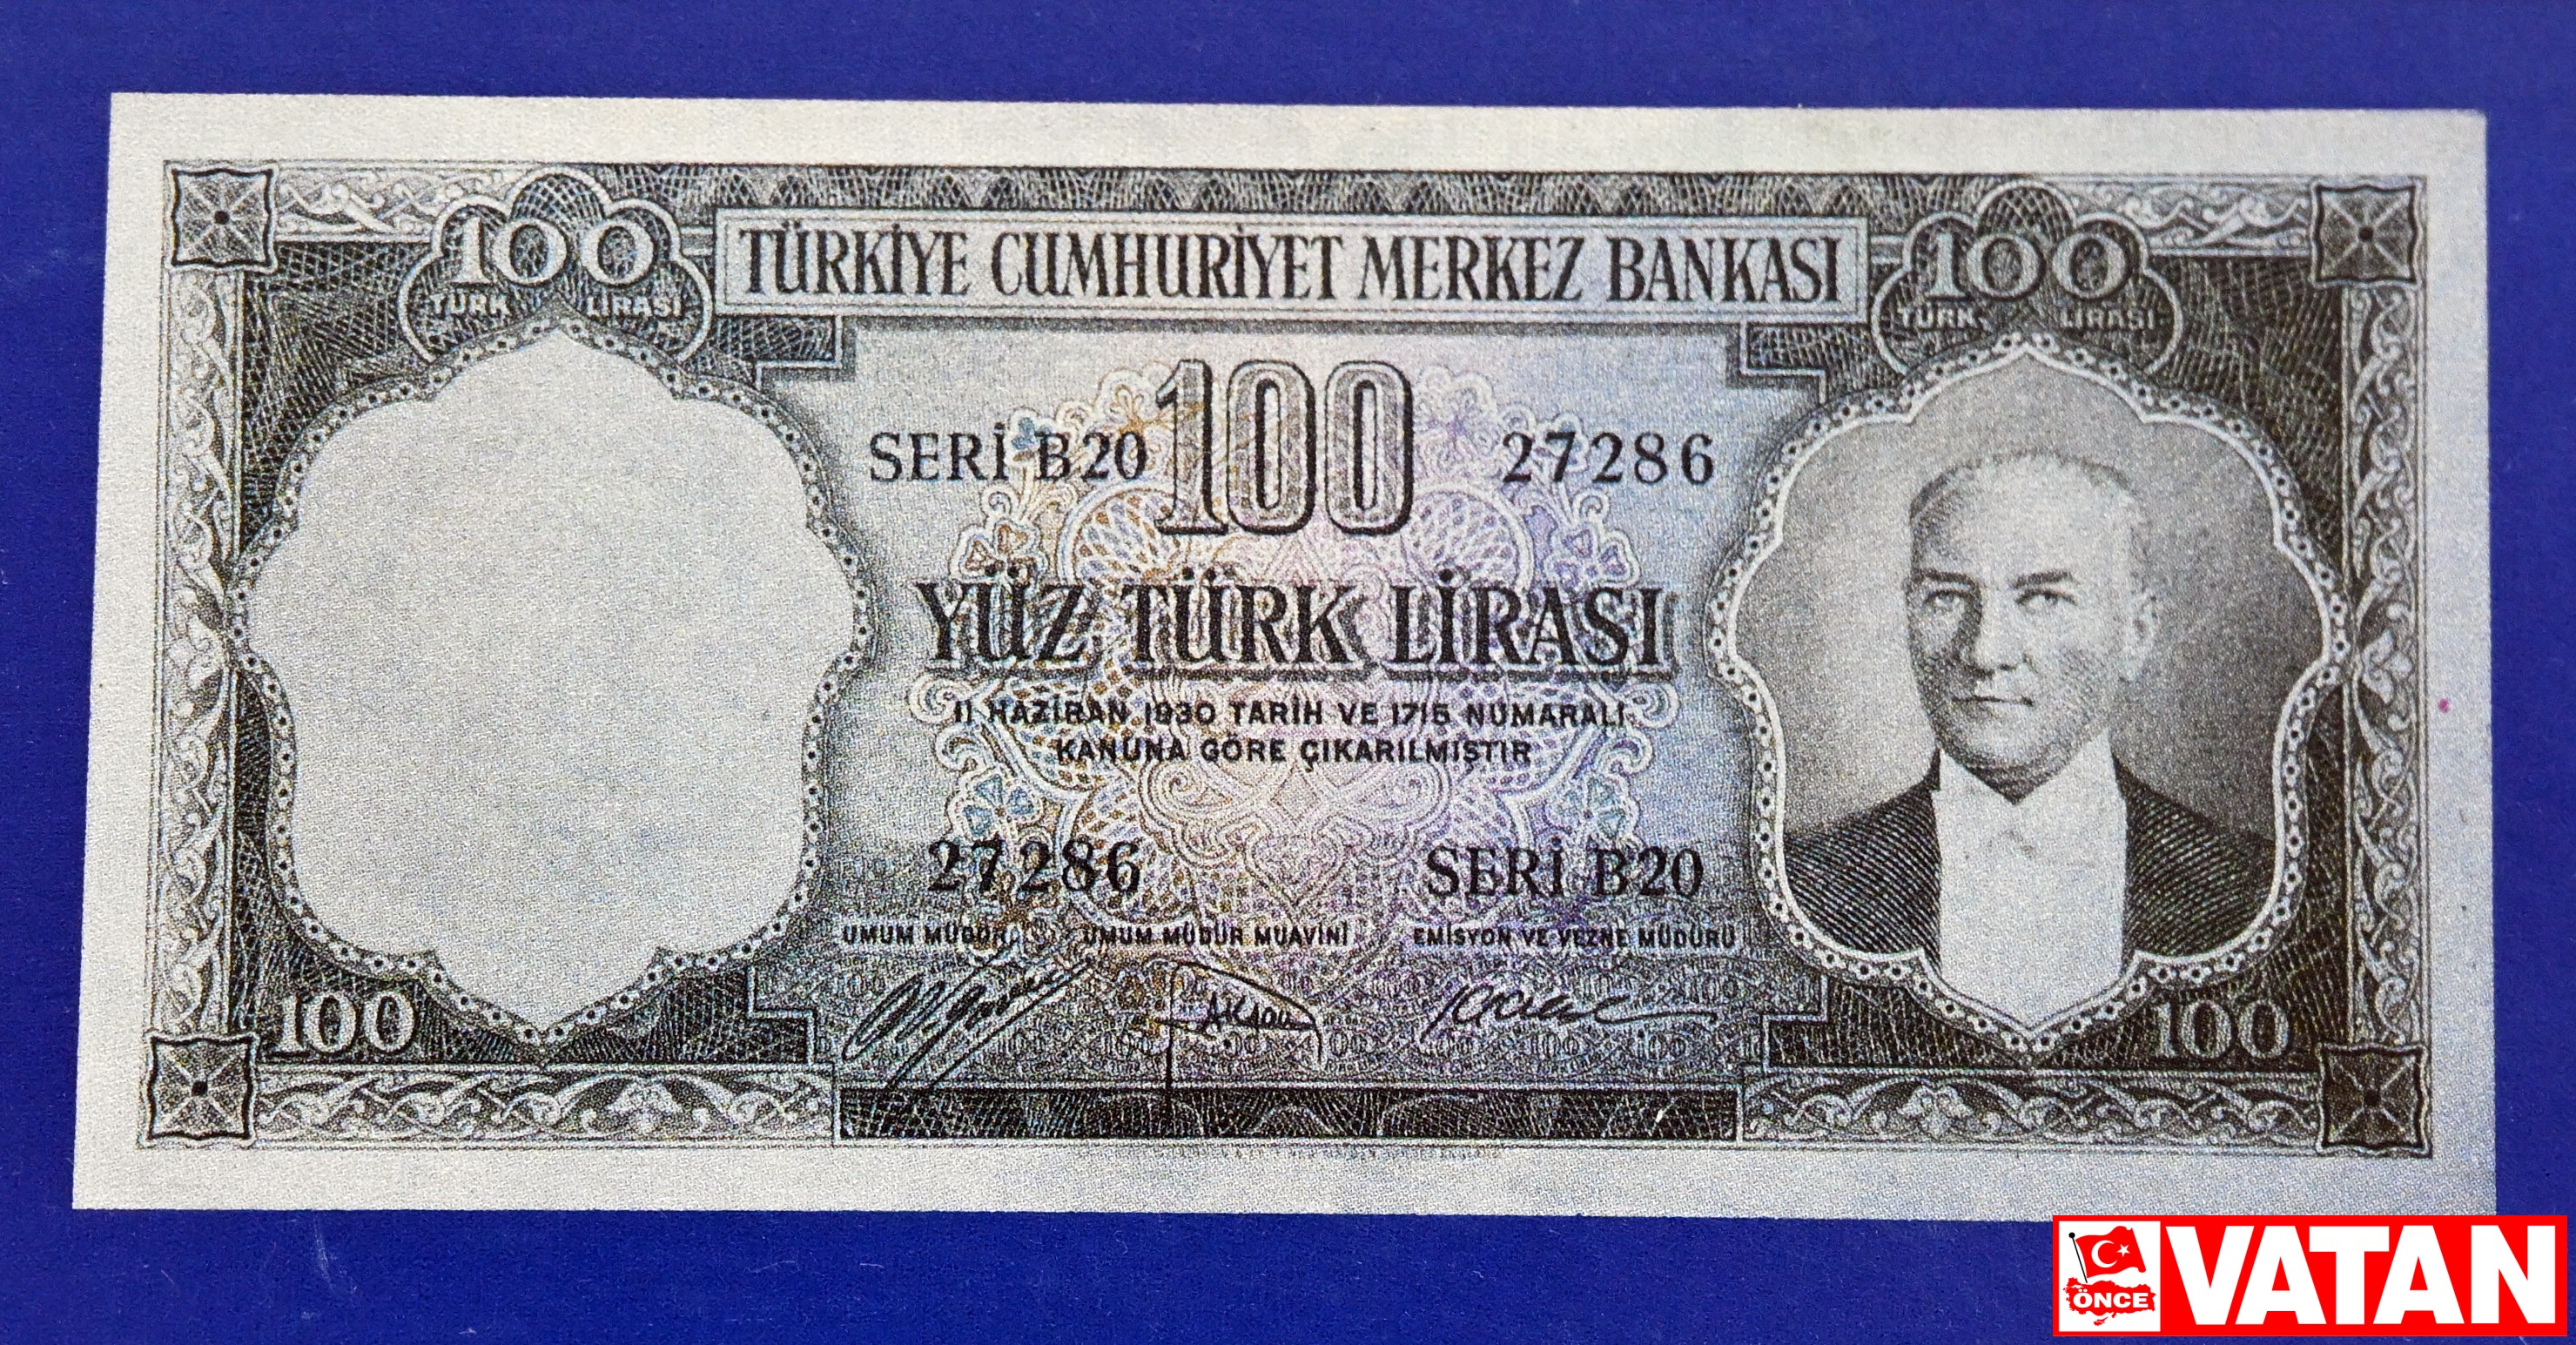 100
TÜRK LİRASI
TÜRKİYE CUMHURİYET MERKEZ BANKASI
100
TÜRK LİRASI
SERİ B20
100
27286
YÜZ TÜRK LİRASI
11 HAZİRAN 1930 TARİH VE 1715 NUMARALI
KANUNA GÖRE ÇIKARILMIŞTIR
27286
SERİ B20
UMUM MÜDÜR
UMUM MÜDÜR MUAVİNİ
EMİSYON VE VEZNE MÜDÜRÜ
100
100
ÖNCE
VATAN